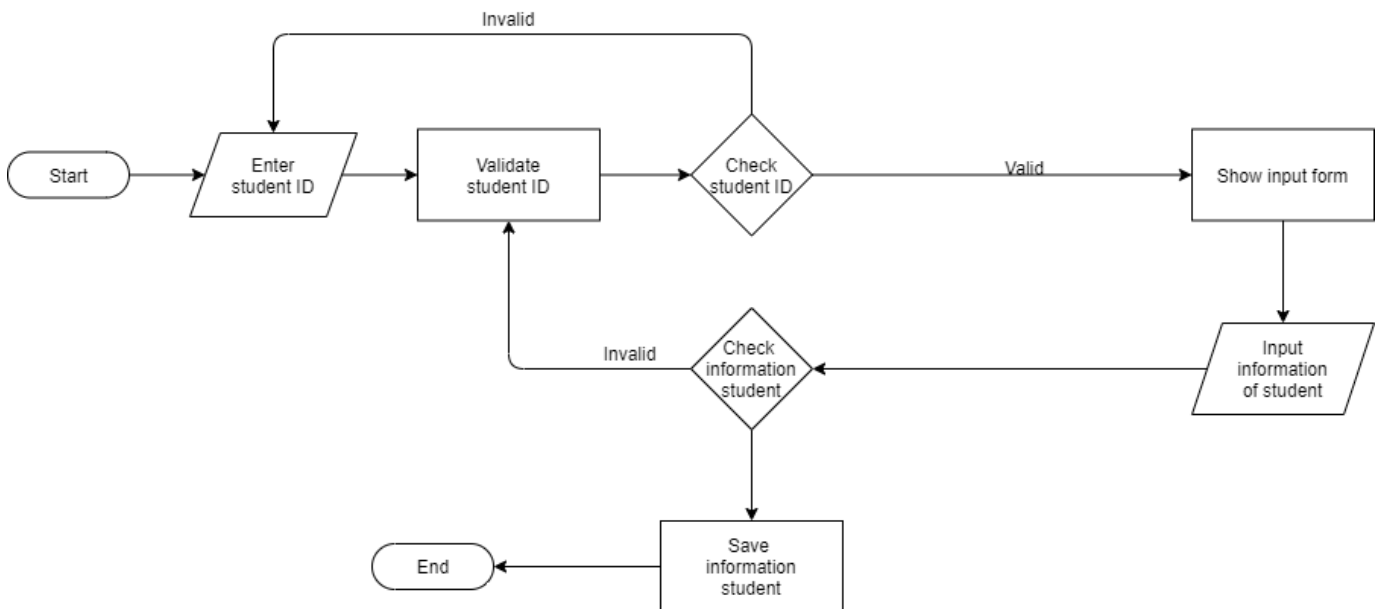 Invalid
Start
Enter
student ID
Validate
student ID
Check
student ID
Valid
Show input form
Check
information
student
Invalid
Input
information
of student
Save
information
student
End